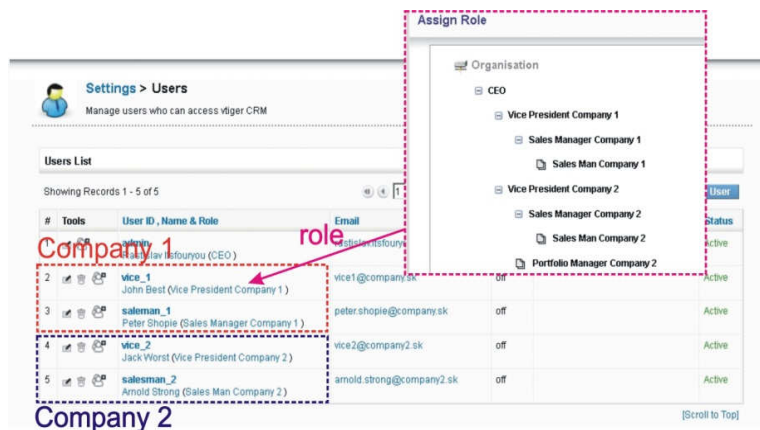 Assign Role
Organisation
CEO
Vice President Company 1
Sales Manager Company 1
Sales Man Company 1
Vice President Company 2
Sales Manager Company 2
Sales Man Company 2
Portfolio Manager Company 2
Settings > Users
Manage users who can access vtiger CRM
Users List
Showing Records 1 - 5 of 5
1
User
# Tools User ID , Name & Role Email Status
Company 1
role
1 admin Active
(CEO )
2 vice_1 vice1@company.sk off Active
John Best (Vice President Company 1 )
3 saleman_1 peter.shopie@company.sk off Active
Peter Shopie (Sales Manager Company 1 )
4 vice_2 vice2@company2.sk off Active
Jack Worst (Vice President Company 2 )
5 salesman_2 arnold.strong@company2.sk off Active
Arnold Strong (Sales Man Company 2 )
Company 2
[Scroll to Top]